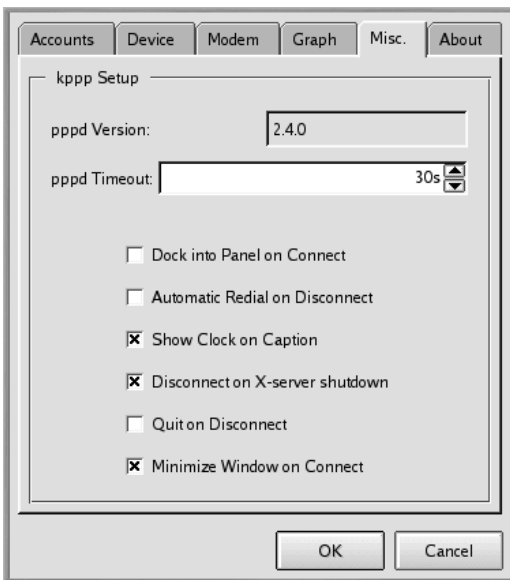 Accounts Device Modem Graph Misc. About
kppp Setup
pppd Version: 2.4.0
pppd Timeout: 30s
Dock into Panel on Connect
Automatic Redial on Disconnect
Show Clock on Caption
Disconnect on X-server shutdown
Quit on Disconnect
Minimize Window on Connect
OK Cancel